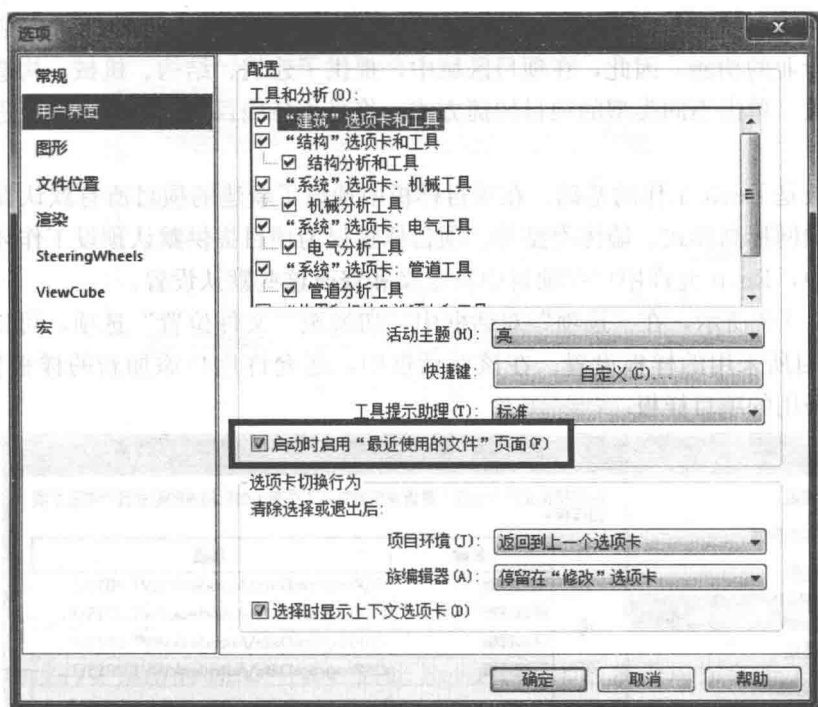 选项
x
常规
用户界面
图形
文件位置
渲染
SteeringWheels
ViewCube
宏
配置
工具和分析(O):
“建筑”选项卡和工具
“结构”选项卡和工具
结构分析和工具
“系统”选项卡: 机械工具
机械分析工具
“系统”选项卡: 电气工具
电气分析工具
“系统”选项卡: 管道工具
管道分析工具
活动主题(H): 亮
快捷键: 自定义(C)...
工具提示助理(T): 标准
启动时启用“最近使用的文件”页面(F)
选项卡切换行为
清除选择或退出后:
项目环境(J): 返回到上一个选项卡
族编辑器(A): 停留在“修改”选项卡
选择时显示上下文选项卡(D)
确定 取消 帮助